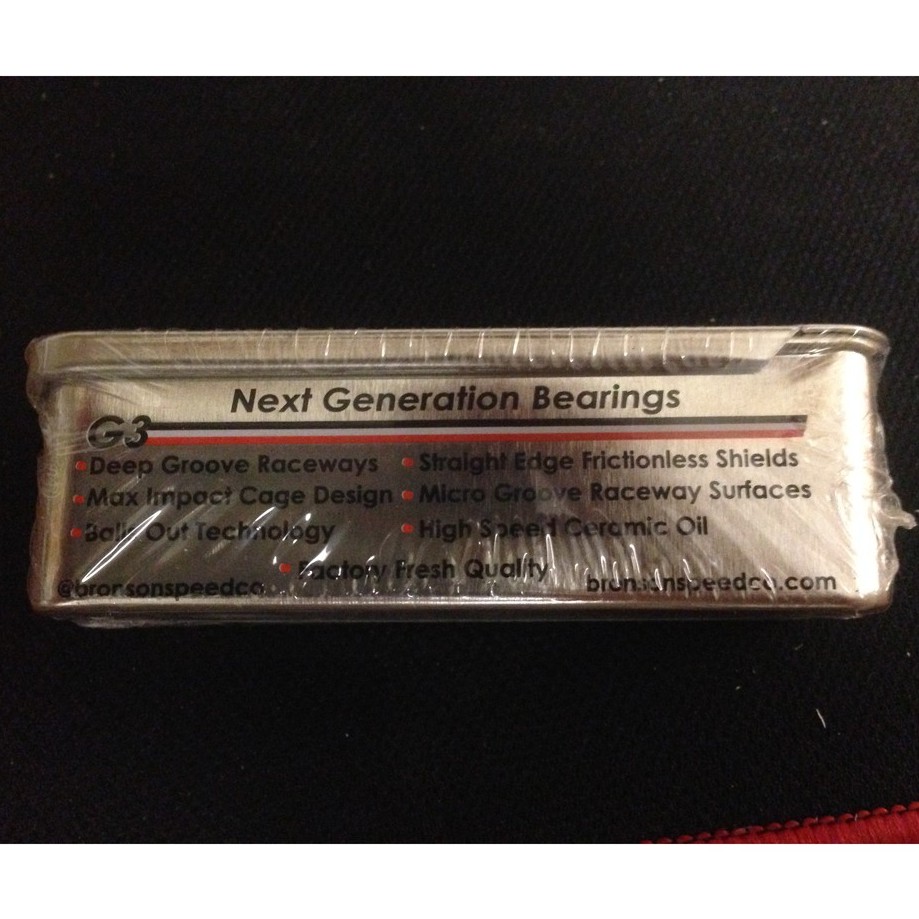 Next Generation Bearings
G3
Deep Groove Raceways
Straight Edge Frictionless Shields
Max Impact Cage Design
Micro Groove Raceway Surfaces
Balls Out Technology
High Speed Ceramic Oil
Factory Fresh Quality
@bronsonspeedco
bronsonspeedco.com